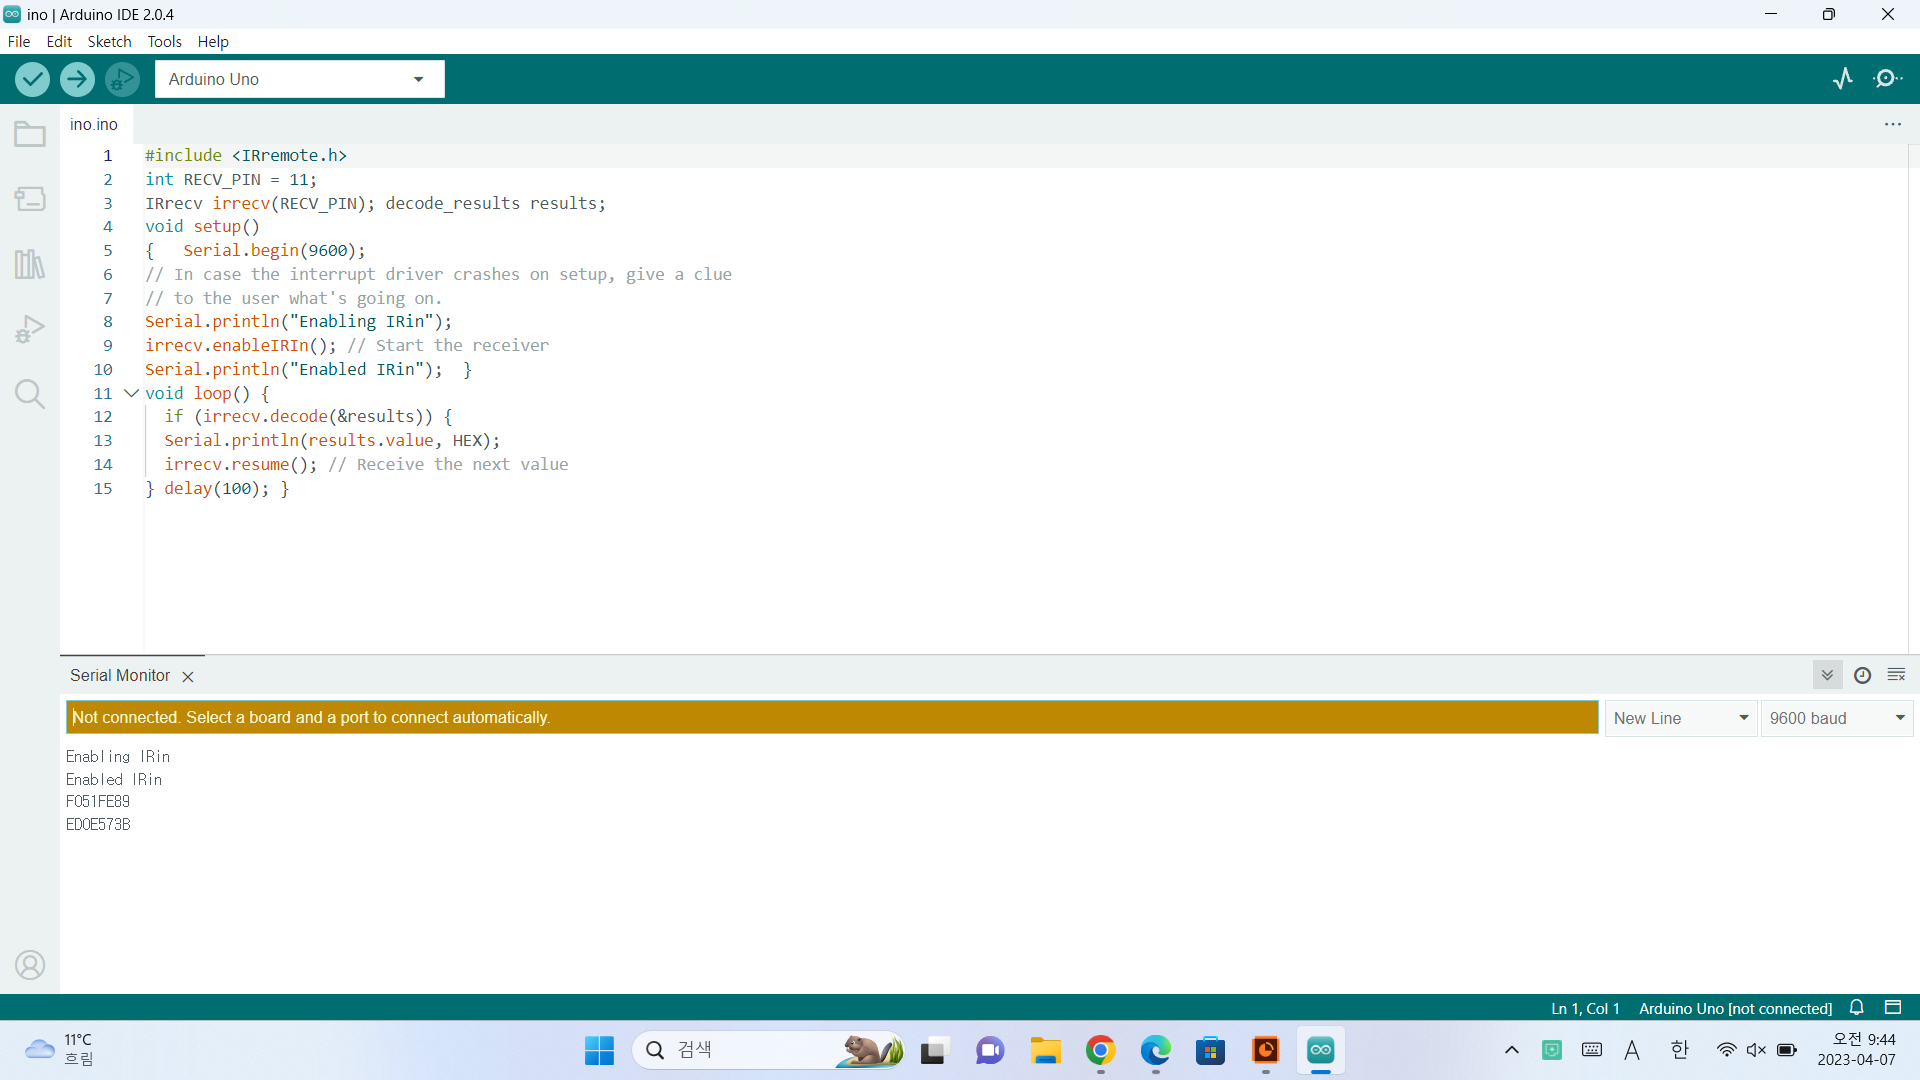 ino | Arduino IDE 2.0.4
File Edit Sketch Tools Help
Arduino Uno
ino.ino
1 #include <IRremote.h>
2 int RECV_PIN = 11;
3 IRrecv irrecv(RECV_PIN); decode_results results;
4 void setup()
5 {   Serial.begin(9600);
6 // In case the interrupt driver crashes on setup, give a clue
7 // to the user what's going on.
8 Serial.println("Enabling IRin");
9 irrecv.enableIRIn(); // Start the receiver
10 Serial.println("Enabled IRin");  }
11 void loop() {
12   if (irrecv.decode(&results)) {
13   Serial.println(results.value, HEX);
14   irrecv.resume(); // Receive the next value
15 } delay(100); }
Serial Monitor
Not connected. Select a board and a port to connect automatically.
New Line
9600 baud
Enabling IRin
Enabled IRin
F051FE89
ED0E573B
Ln 1, Col 1 Arduino Uno [not connected]
11°C
흐림
검색
A 한
오전 9:44
2023-04-07